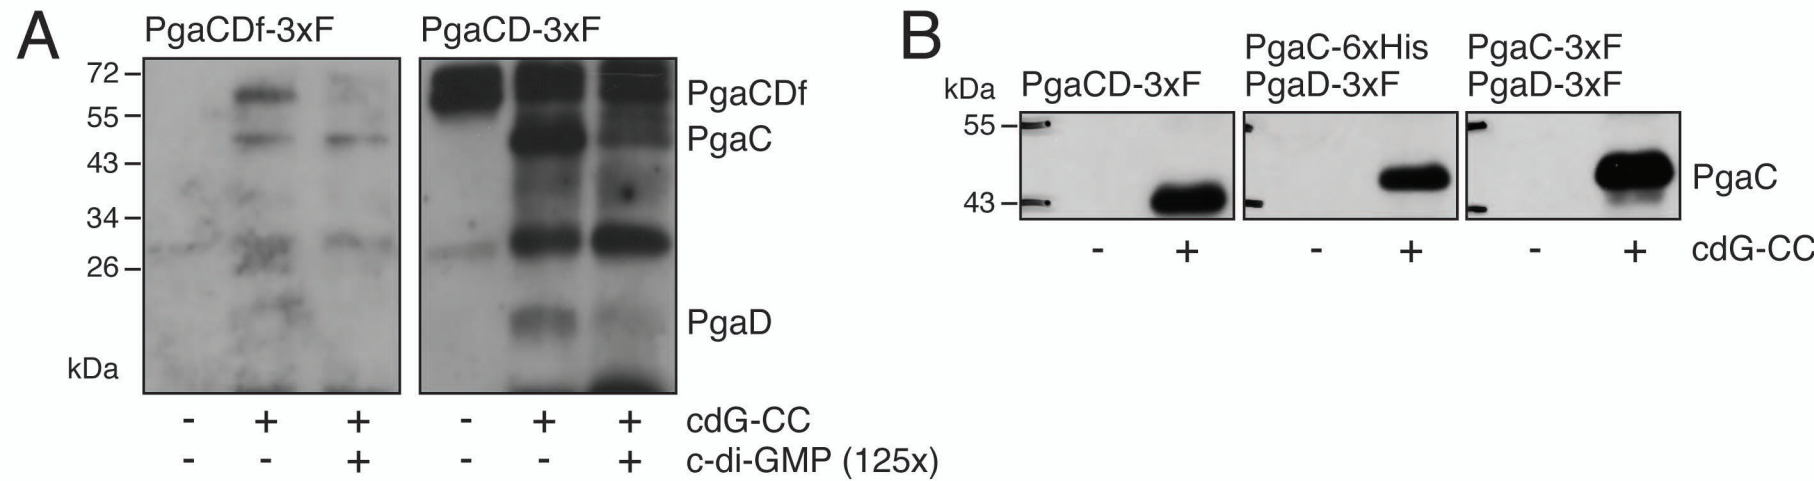 A
PgaCDf-3xF
PgaCD-3xF
72
55
43
34
26
kDa
PgaCDf
PgaC
PgaD
- + + - + + cdG-CC
- - + - - + c-di-GMP (125x)
B
kDa
PgaCD-3xF
PgaC-6xHis
PgaD-3xF
PgaC-3xF
PgaD-3xF
55
43
PgaC
- + - + - + cdG-CC